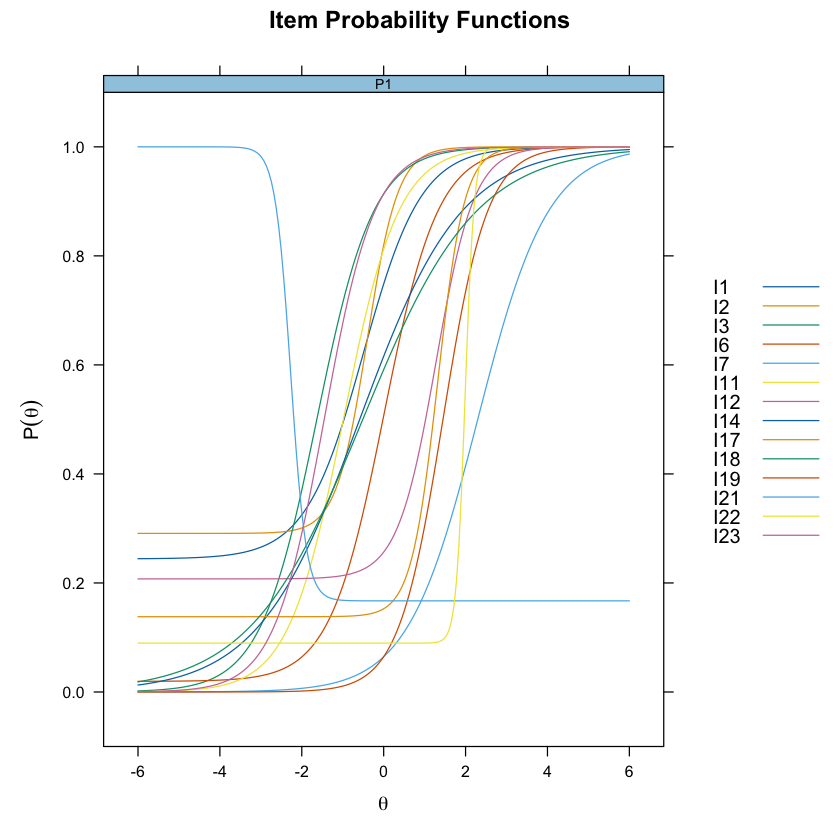 Item Probability Functions
P1
1.0
0.8
0.6
0.4
0.2
0.0
P(θ)
-6 -4 -2 0 2 4 6
θ
I1
I2
I3
I6
I7
I11
I12
I14
I17
I18
I19
I21
I22
I23